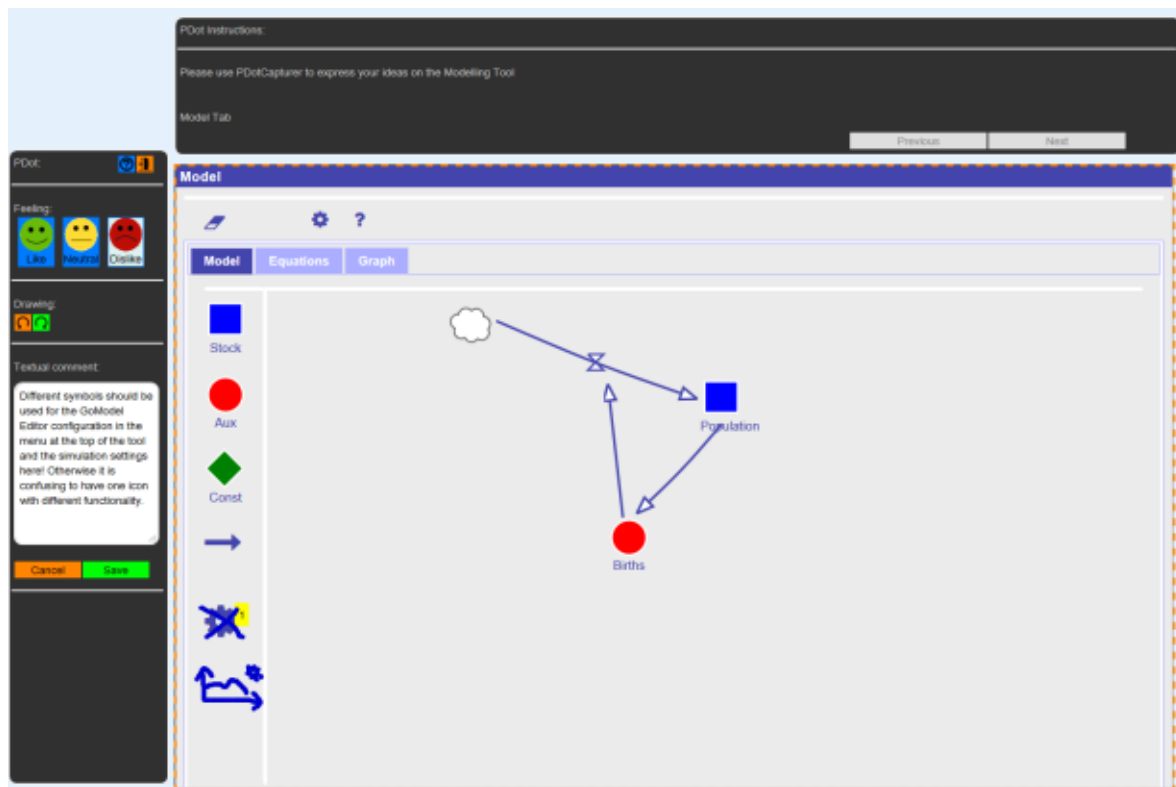 PDot Instructions:
Please use PDotCapturer to express your ideas on the Modelling Tool
Model Tab
Previous
Next
PDot:
Feeling:
Like
Neutral
Dislike
Drawing:
Textual comment:
Different symbols should be
used for the GoModel
Editor configuration in the
menu at the top of the tool
and the simulation settings
here! Otherwise it is
confusing to have one icon
with different functionality.
Cancel
Save
Model
?
Model
Equations
Graph
Stock
Aux
Const
1
Population
Births